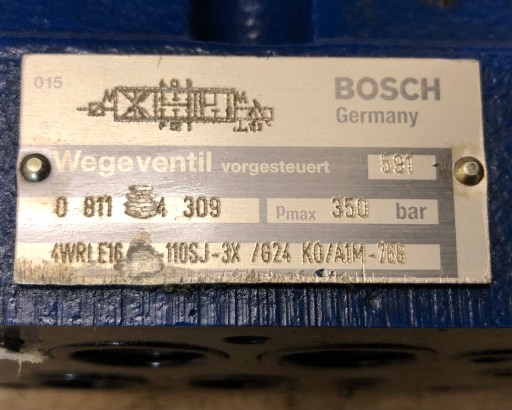 015
BOSCH
Germany
Wegeventil vorgesteuert 591
0 811 4 309 pmax 350 bar
4WRLE16 110SJ-3X /G24 K0/A1M-768